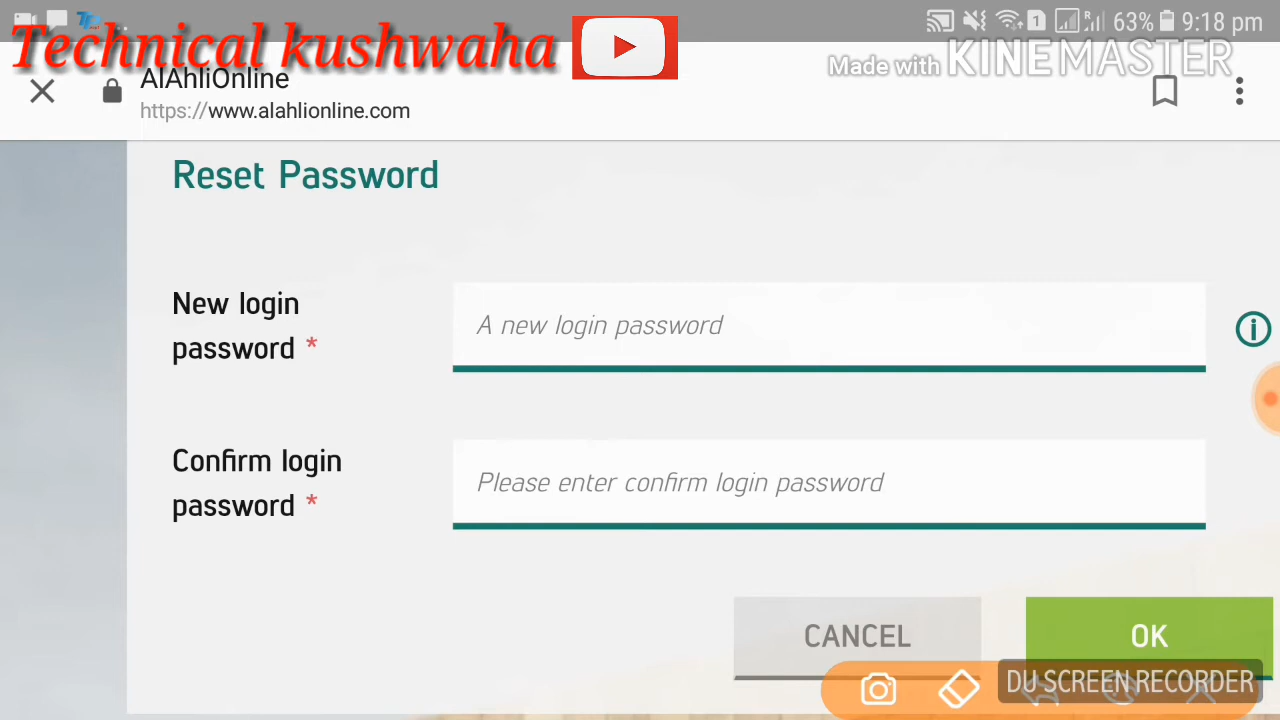 Technical kushwaha
63% 9:18 pm
Made with KINEMASTER
AlAhliOnline
https://www.alahlionline.com
Reset Password
New login
password *
A new login password
Confirm login
password *
Please enter confirm login password
CANCEL
OK
DU SCREEN RECORDER